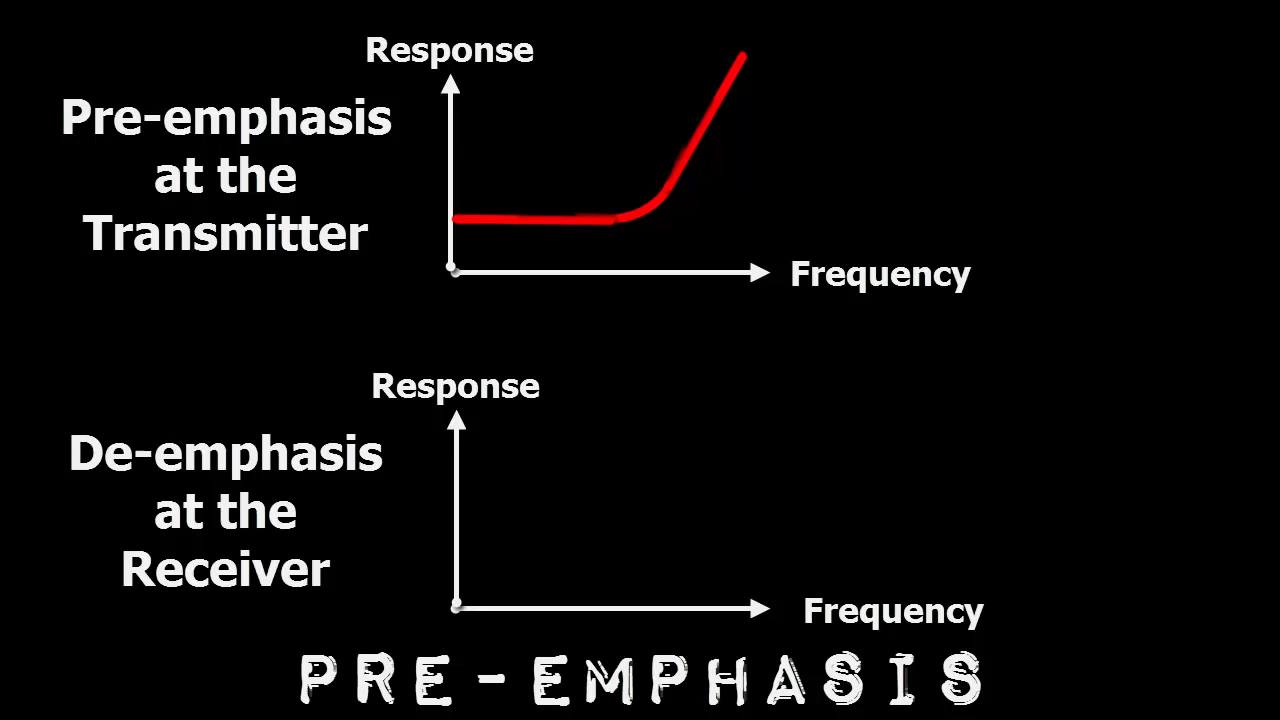 Response
Pre-emphasis
at the
Transmitter
Frequency
Response
De-emphasis
at the
Receiver
Frequency
PRE-EMPHASIS